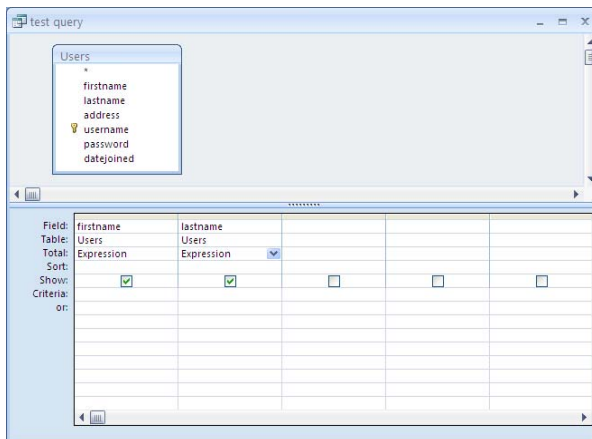 test query
Users
*
firstname
lastname
address
username
password
datejoined
Field: firstname lastname
Table: Users Users
Total: Expression Expression
Sort:
Show:
Criteria:
or: